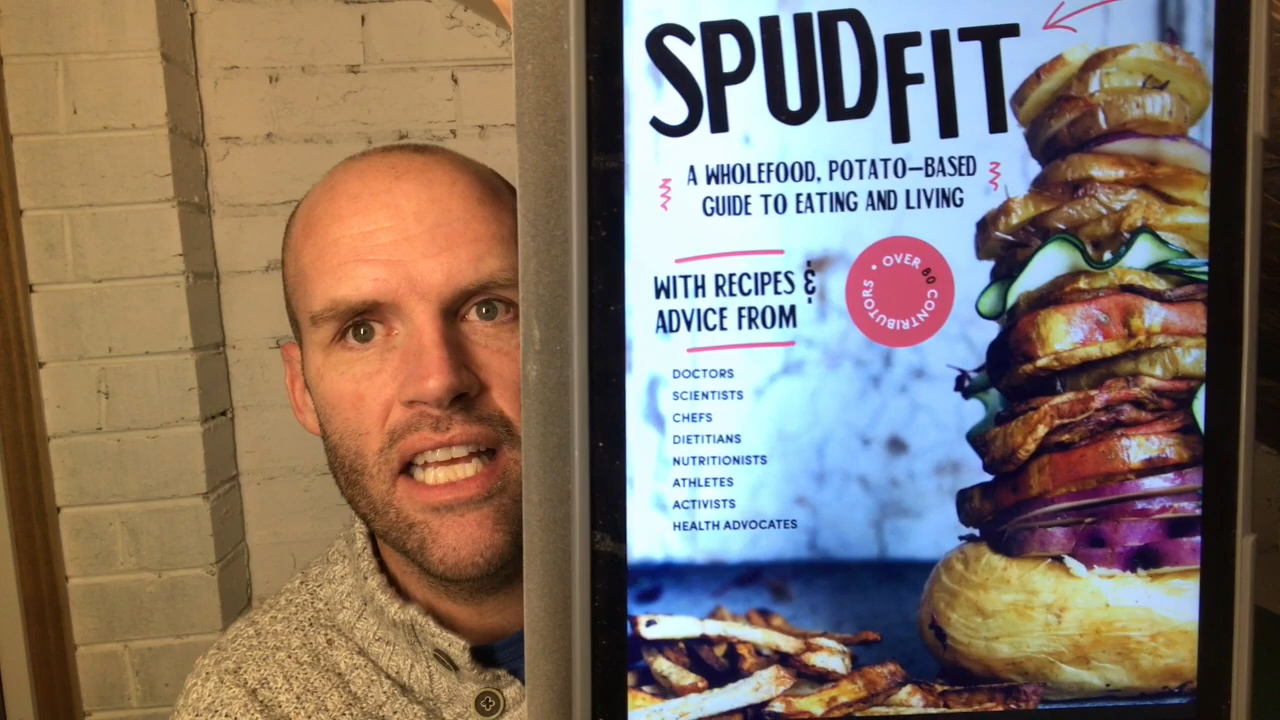 SPUDFIT
A WHOLEFOOD, POTATO-BASED
GUIDE TO EATING AND LIVING
WITH RECIPES &
ADVICE FROM
• OVER 80 CONTRIBUTORS
DOCTORS
SCIENTISTS
CHEFS
DIETITIANS
NUTRITIONISTS
ATHLETES
ACTIVISTS
HEALTH ADVOCATES